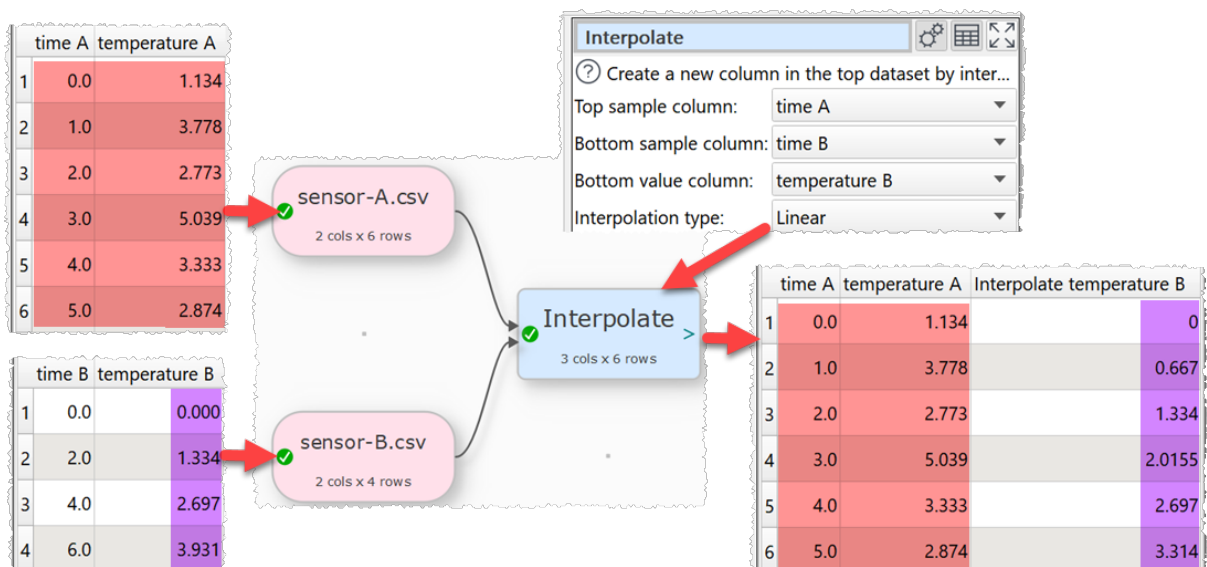 time A temperature A
1 0.0 1.134
2 1.0 3.778
3 2.0 2.773
4 3.0 5.039
5 4.0 3.333
6 5.0 2.874
time B temperature B
1 0.0 0.000
2 2.0 1.334
3 4.0 2.697
4 6.0 3.931
sensor-A.csv
2 cols x 6 rows
sensor-B.csv
2 cols x 4 rows
Interpolate
3 cols x 6 rows
>
Interpolate
? Create a new column in the top dataset by inter...
Top sample column: time A
Bottom sample column: time B
Bottom value column: temperature B
Interpolation type: Linear
time A temperature A Interpolate temperature B
1 0.0 1.134 0
2 1.0 3.778 0.667
3 2.0 2.773 1.334
4 3.0 5.039 2.0155
5 4.0 3.333 2.697
6 5.0 2.874 3.314